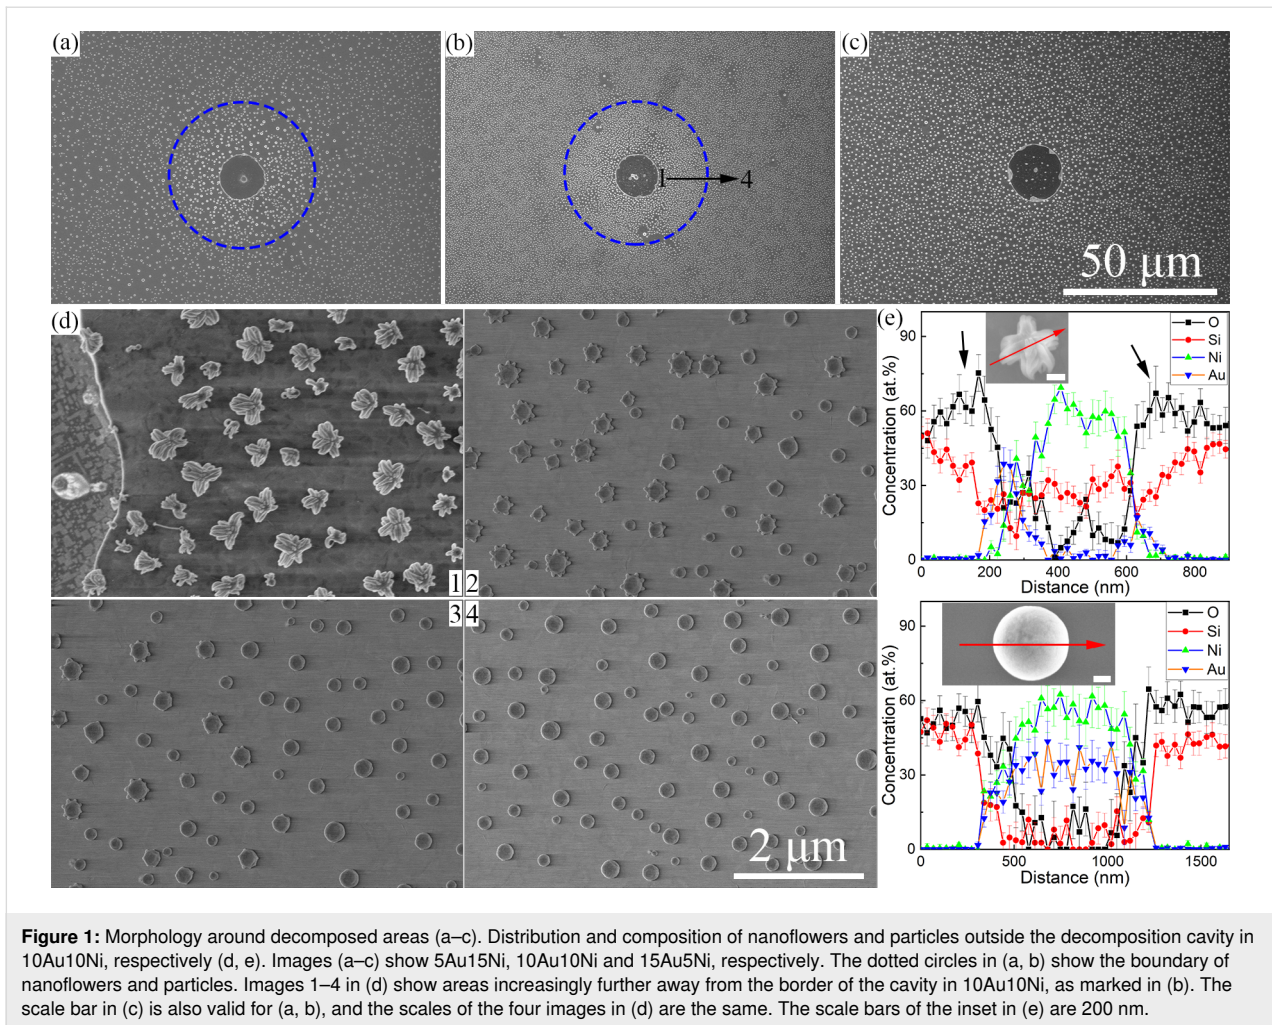 (a)
(b)
(c)
1
4
50 μm
(d)
1
2
3
4
2 μm
(e)
90
60
30
0
Concentration (at.%)
O
Si
Ni
Au
0 200 400 600 800
Distance (nm)
90
60
30
0
Concentration (at.%)
O
Si
Ni
Au
0 500 1000 1500
Distance (nm)
Figure 1: Morphology around decomposed areas (a–c). Distribution and composition of nanoflowers and particles outside the decomposition cavity in
10Au10Ni, respectively (d, e). Images (a–c) show 5Au15Ni, 10Au10Ni and 15Au5Ni, respectively. The dotted circles in (a, b) show the boundary of
nanoflowers and particles. Images 1–4 in (d) show areas increasingly further away from the border of the cavity in 10Au10Ni, as marked in (b). The
scale bar in (c) is also valid for (a, b), and the scales of the four images in (d) are the same. The scale bars of the inset in (e) are 200 nm.